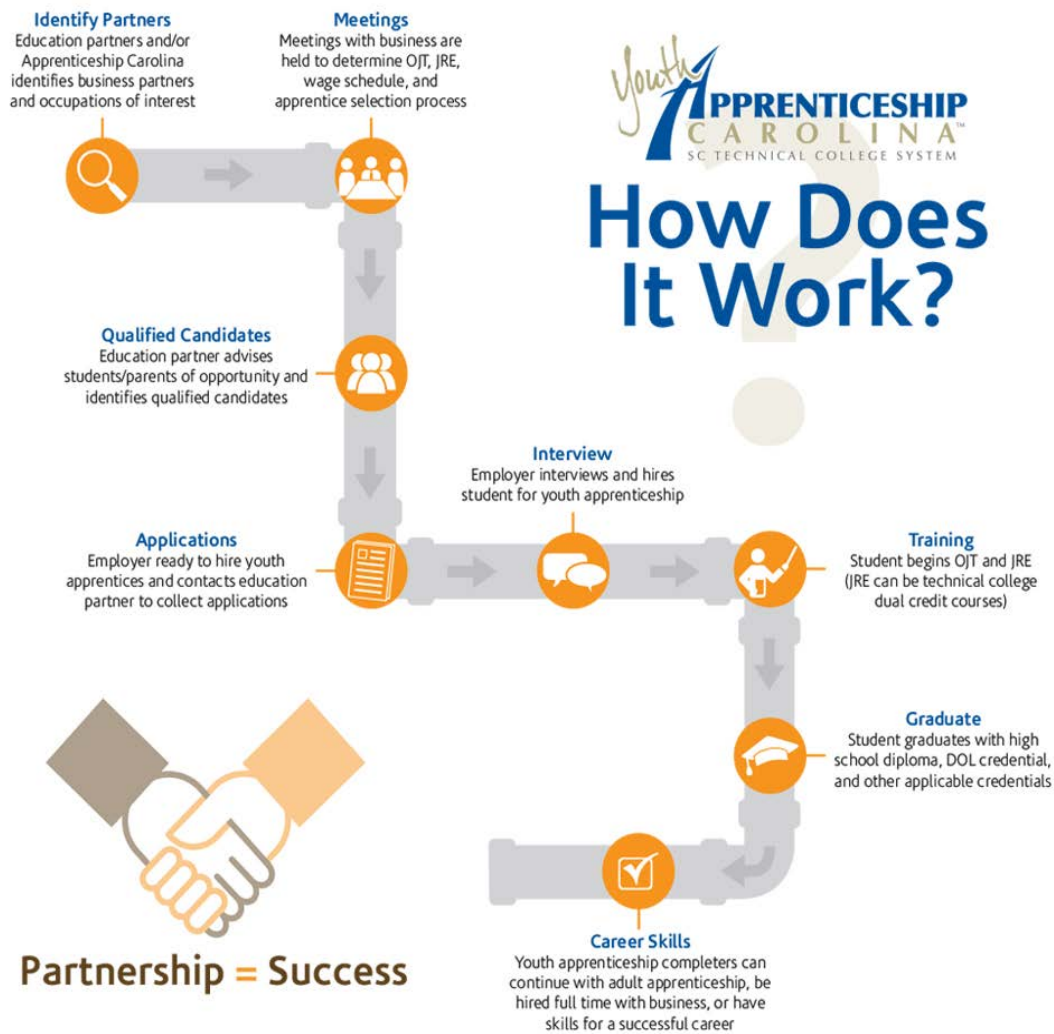 Identify Partners
Education partners and/or
Apprenticeship Carolina
identifies business partners
and occupations of interest
Meetings
Meetings with business are
held to determine OJT, JRE,
wage schedule, and
apprentice selection process
Youth
APPRENTICESHIP
CAROLINA™
SC TECHNICAL COLLEGE SYSTEM
How Does
It Work?
Qualified Candidates
Education partner advises
students/parents of opportunity and
identifies qualified candidates
Applications
Employer ready to hire youth
apprentices and contacts education
partner to collect applications
Interview
Employer interviews and hires
student for youth apprenticeship
Training
Student begins OJT and JRE
(JRE can be technical college
dual credit courses)
Graduate
Student graduates with high
school diploma, DOL credential,
and other applicable credentials
Career Skills
Youth apprenticeship completers can
continue with adult apprenticeship, be
hired full time with business, or have
skills for a successful career
Partnership = Success